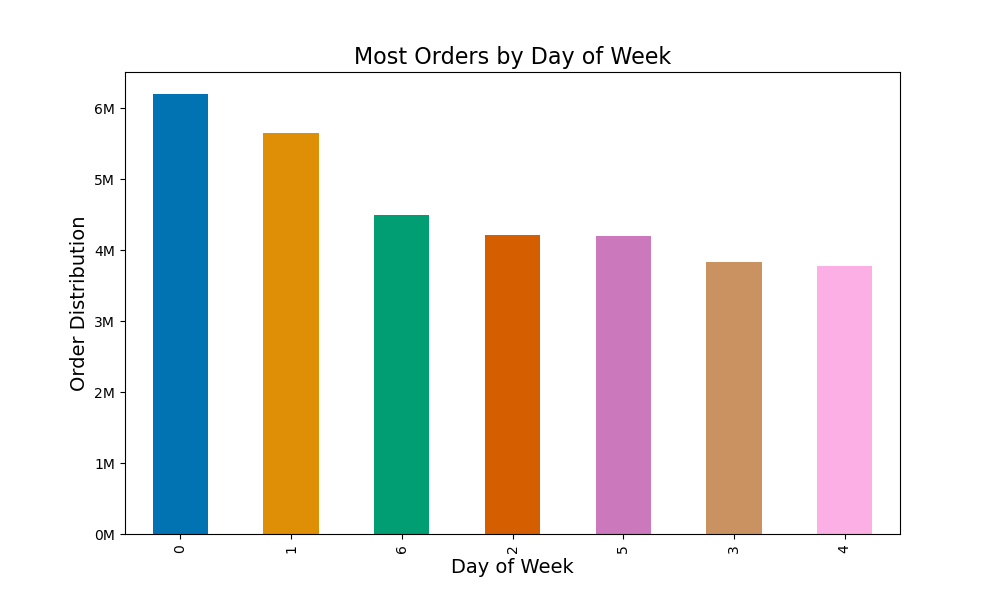 Most Orders by Day of Week
Order Distribution
6M
5M
4M
3M
2M
1M
0M
0
1
6
2
5
3
4
Day of Week